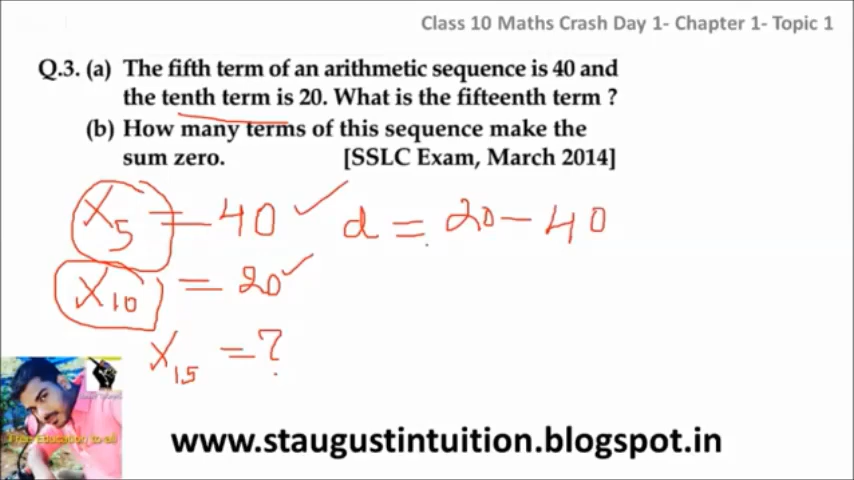 Class 10 Maths Crash Day 1- Chapter 1- Topic 1
Q.3. (a) The fifth term of an arithmetic sequence is 40 and
the tenth term is 20. What is the fifteenth term ?
(b) How many terms of this sequence make the
sum zero. [SSLC Exam, March 2014]
x₅ = 40 ✓ d = 20 - 40
x₁₀ = 20 ✓
x₁₅ = ?
Free Education to all
www.staugustintuition.blogspot.in